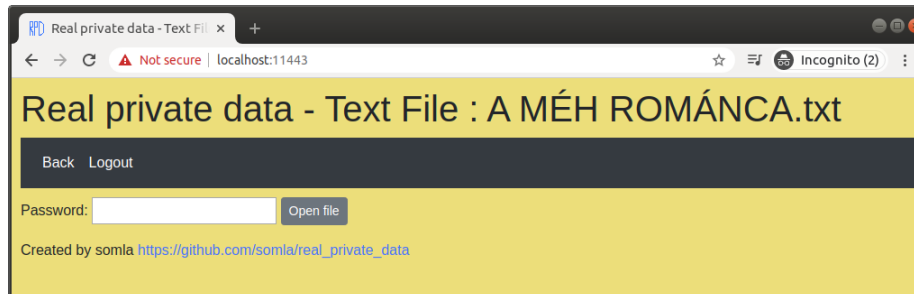 RPD Real private data - Text Fil
Not secure | localhost:11443
Incognito (2)
Real private data - Text File : A MÉH ROMÁNCA.txt
Back Logout
Password: Open file
Created by somla https://github.com/somla/real_private_data